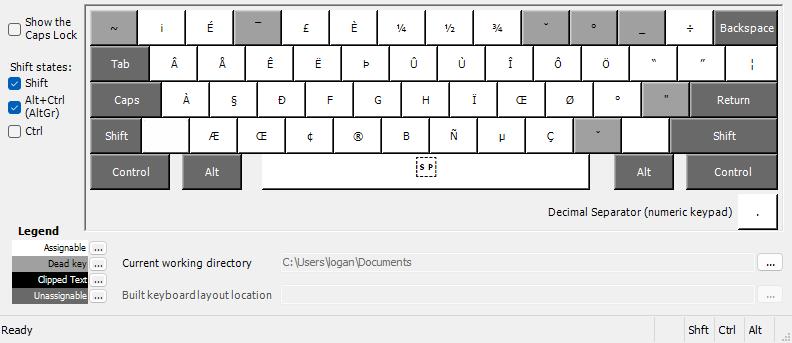 Show the
Caps Lock
Shift states:
Shift
Alt+Ctrl
(AltGr)
Ctrl
~ ¡ É ¯ £ È ¼ ½ ¾ ˘ ° _ ÷ Backspace
Tab Â Å Ê Ë Þ Û Ù Î Ô Ö “ ” ¦
Caps À § Ð F G H Ï Œ Ø ° " Return
Shift Æ Œ ¢ ® B Ñ µ Ç ˇ Shift
Control Alt S P Alt Control
Decimal Separator (numeric keypad) .
Legend
Assignable ...
Dead key ...
Clipped Text ...
Unassignable ...
Current working directory C:\Users\logan\Documents ...
Built keyboard layout location ...
Ready Shft Ctrl Alt